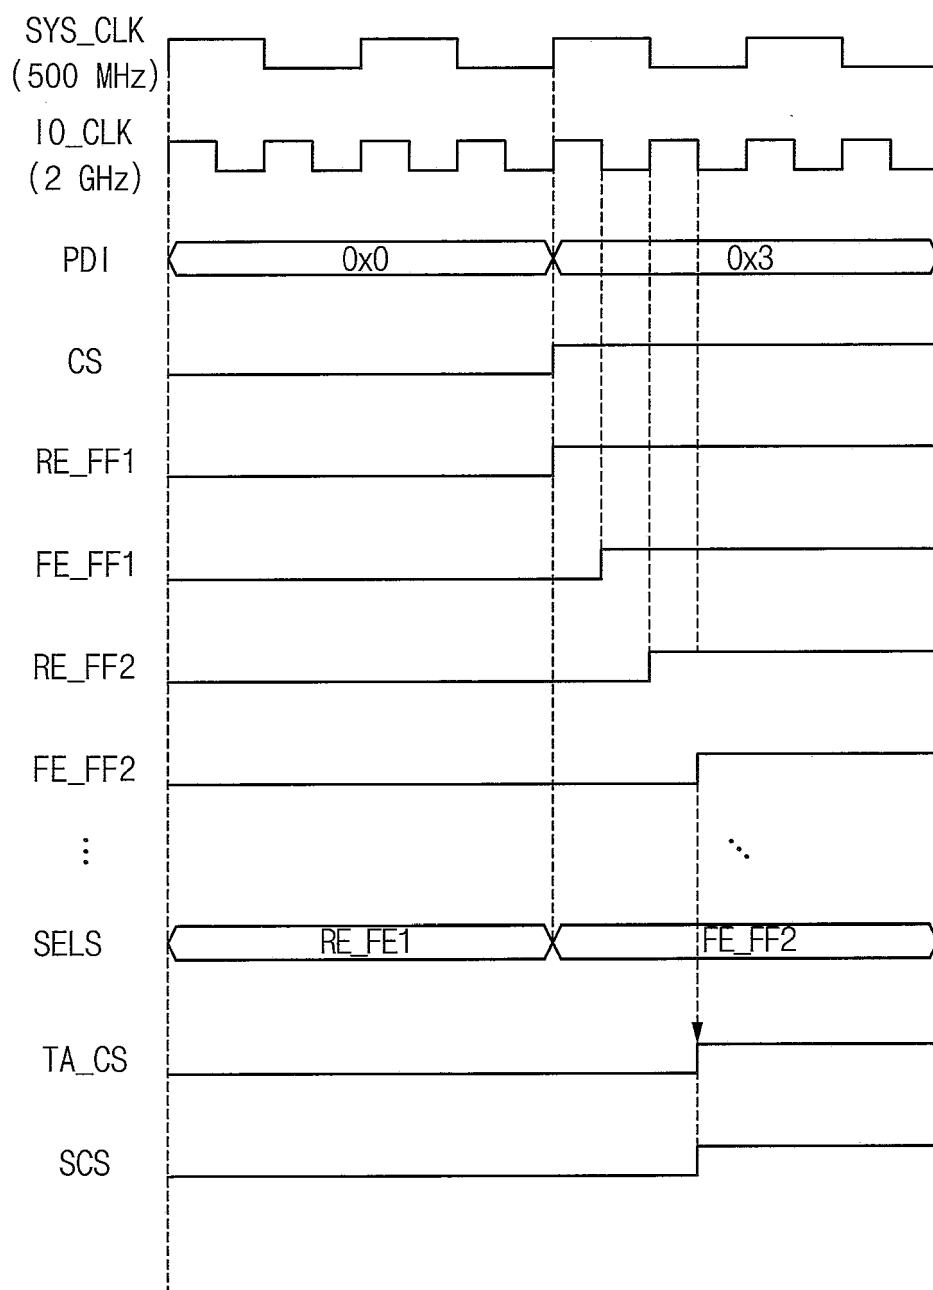 SYS_CLK
(500 MHz)
IO_CLK
(2 GHz)
PDI
0x0
0x3
CS
RE_FF1
FE_FF1
RE_FF2
FE_FF2
⋮
⋱
SELS
RE_FE1
FE_FF2
TA_CS
SCS